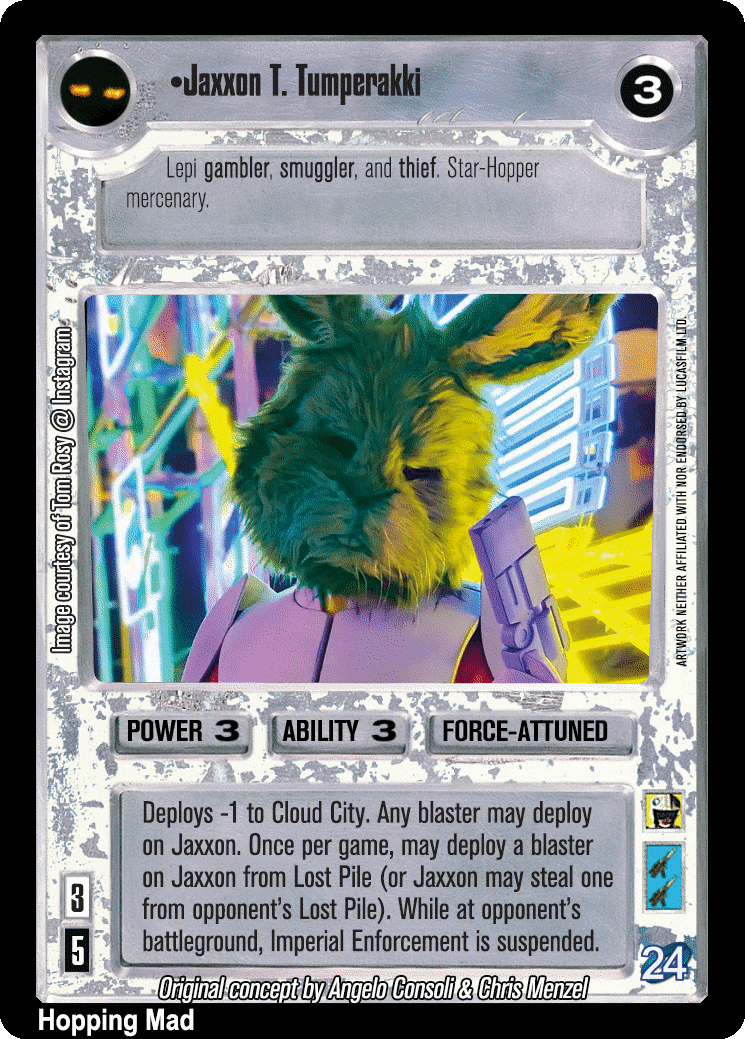 •Jaxxon T. Tumperakki
3
Lepi gambler, smuggler, and thief. Star-Hopper
mercenary.
Image courtesy of Tom Rosy @ Instagram
ARTWORK NEITHER AFFILIATED WITH NOR ENDORSED BY LUCASFILM LTD.
POWER 3
ABILITY 3
FORCE-ATTUNED
Deploys -1 to Cloud City. Any blaster may deploy
on Jaxxon. Once per game, may deploy a blaster
on Jaxxon from Lost Pile (or Jaxxon may steal one
from opponent's Lost Pile). While at opponent's
battleground, Imperial Enforcement is suspended.
3
5
24
Original concept by Angelo Consoli & Chris Menzel
Hopping Mad